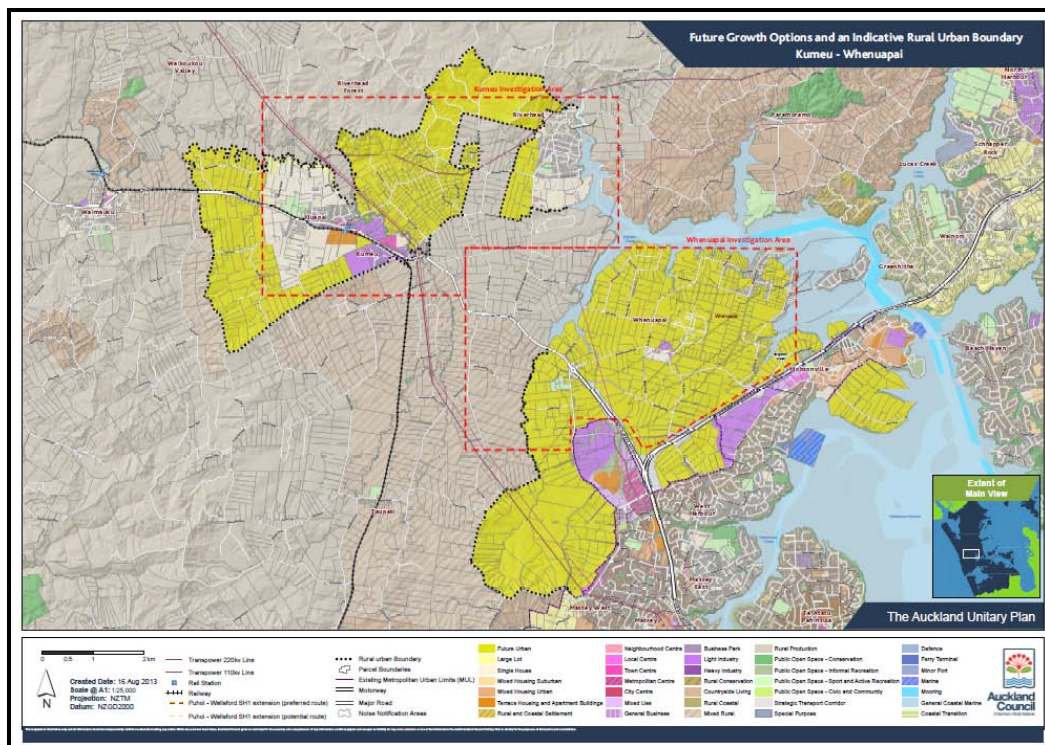 Future Growth Options and an Indicative Rural Urban Boundary
Kumeu - Whenuapai
Waikoukou
Valley
Riverhead
Forest
Kumeu Investigation Area
Riverhead
North
Harbour
Paremoremo
Schnapper
Rock
Lucas Creek
Waimauku
Huapai
Kumeu
Whenuapai Investigation Area
Wainoni
Greenhithe
Whenuapai
Hobsonville
Beach Haven
Taupaki
West
Harbour
Massey
East
Massey West
Massey
Te Atatu
Peninsula
Extent of
Main View
The Auckland Unitary Plan
0 0.5 1 2km
N
Created Date: 16 Aug 2013
Scale @ A1: 1:25,000
Projection: NZTM
Datum: NZGD2000
Transpower 220kv Line
Transpower 110kv Line
Rail Station
Railway
Puhoi - Wellsford SH1 extension (preferred route)
Puhoi - Wellsford SH1 extension (potential route)
Rural urban Boundary
Parcel Boundaries
Existing Metropolitan Urban Limits (MUL)
Motorway
Major Road
Noise Notification Areas
Future Urban
Large Lot
Single House
Mixed Housing Suburban
Mixed Housing Urban
Terrace Housing and Apartment Buildings
Rural and Coastal Settlement
Neighbourhood Centre
Local Centre
Town Centre
Metropolitan Centre
City Centre
Mixed Use
General Business
Business Park
Light Industry
Heavy Industry
Rural Conservation
Countryside Living
Rural Coastal
Mixed Rural
Rural Production
Public Open Space - Conservation
Public Open Space - Informal Recreation
Public Open Space - Sport and Active Recreation
Public Open Space - Civic and Community
Strategic Transport Corridor
Special Purpose
Defence
Ferry Terminal
Minor Port
Marina
Mooring
General Coastal Marine
Coastal Transition
Auckland
Council